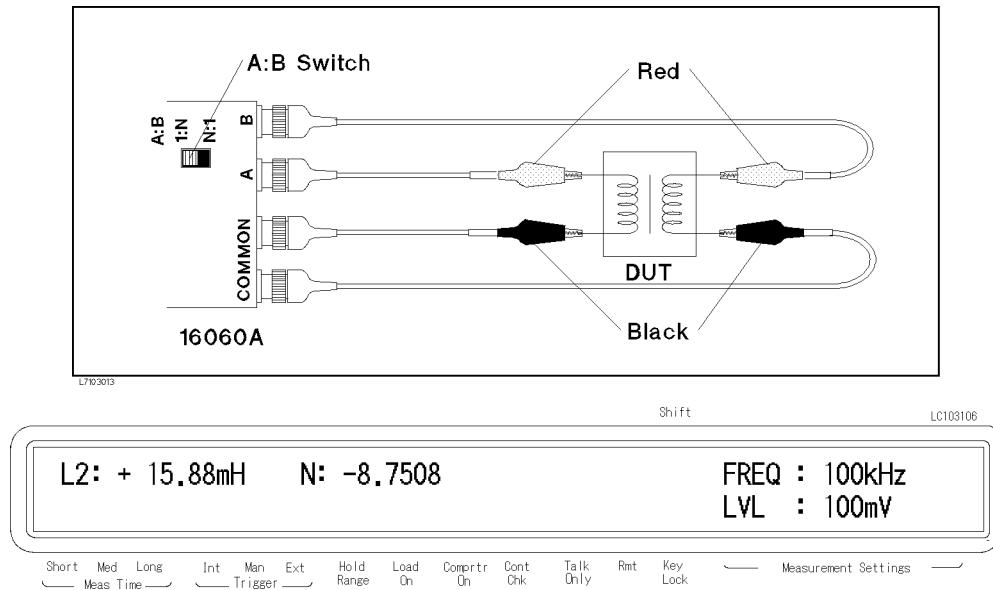 A:B Switch
Red
A:B
1:N
N:1
B
A
COMMON
DUT
Black
16060A
L7103013
Shift
LC103106
L2: + 15.88mH N: -8.7508 FREQ : 100kHz
LVL : 100mV
Short Med Long Int Man Ext Hold Range Load On Comprtr On Cont Chk Talk Only Rmt Key Lock Measurement Settings
Meas Time Trigger